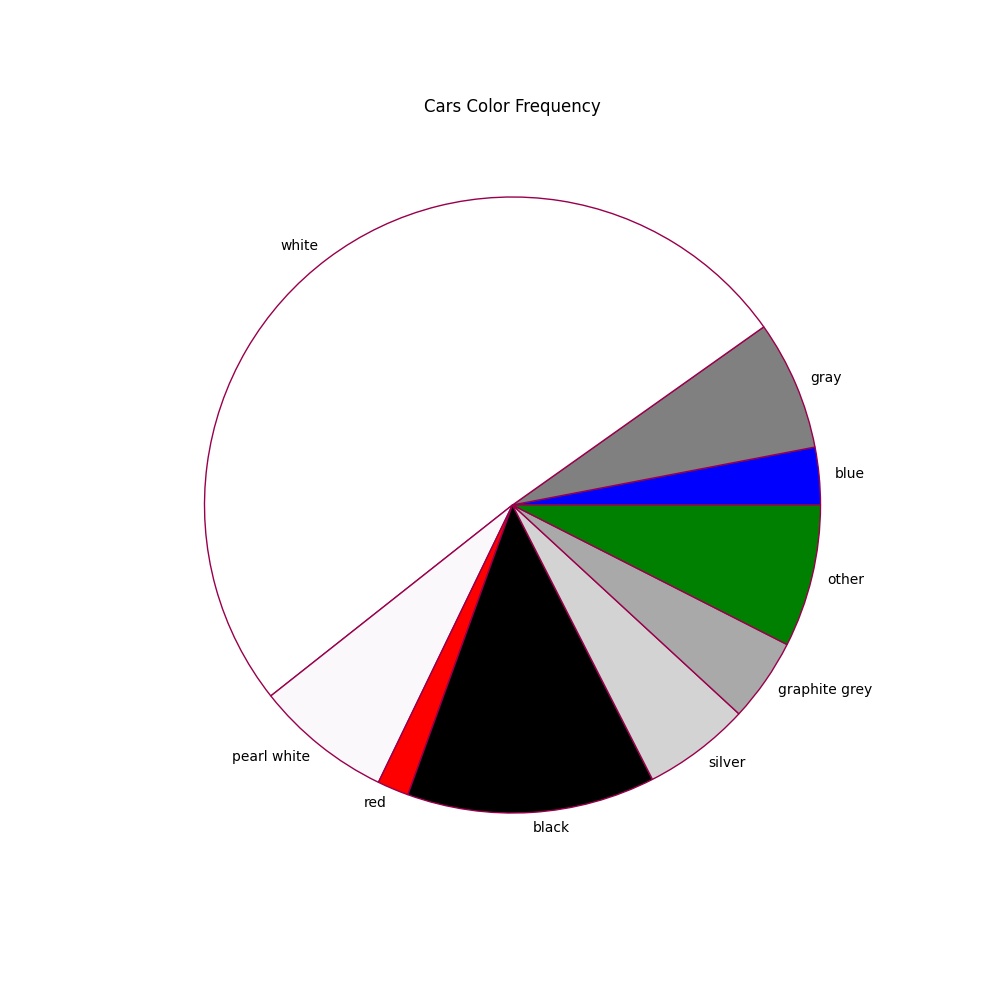 Cars Color Frequency
white
gray
blue
other
graphite grey
silver
pearl white
red
black